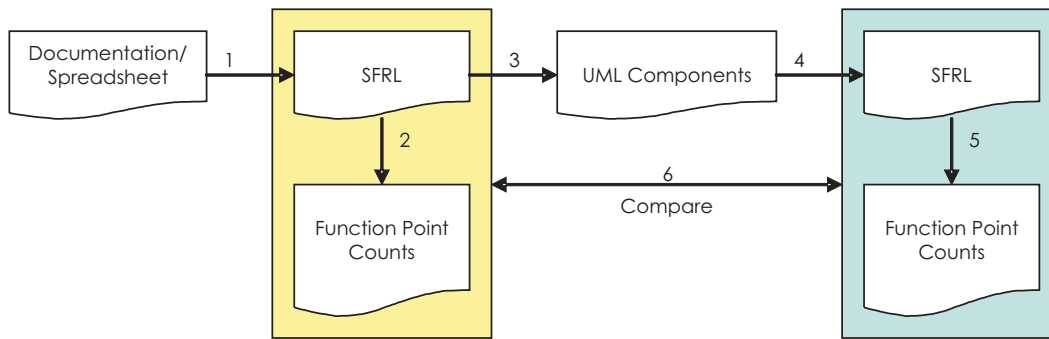 Documentation/
Spreadsheet
1
SFRL
3
UML Components
4
SFRL
2
5
6
Compare
Function Point
Counts
Function Point
Counts